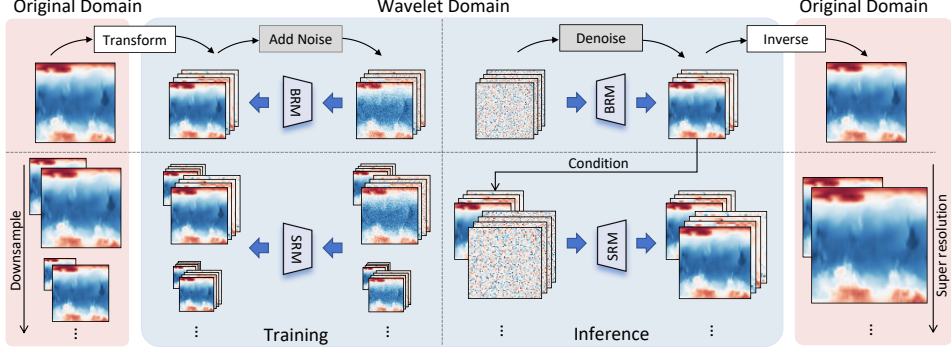 Original Domain
Wavelet Domain
Original Domain
Transform
Add Noise
Denoise
Inverse
BRM
BRM
Condition
Downsample
SRM
SRM
Super resolution
Training
Inference